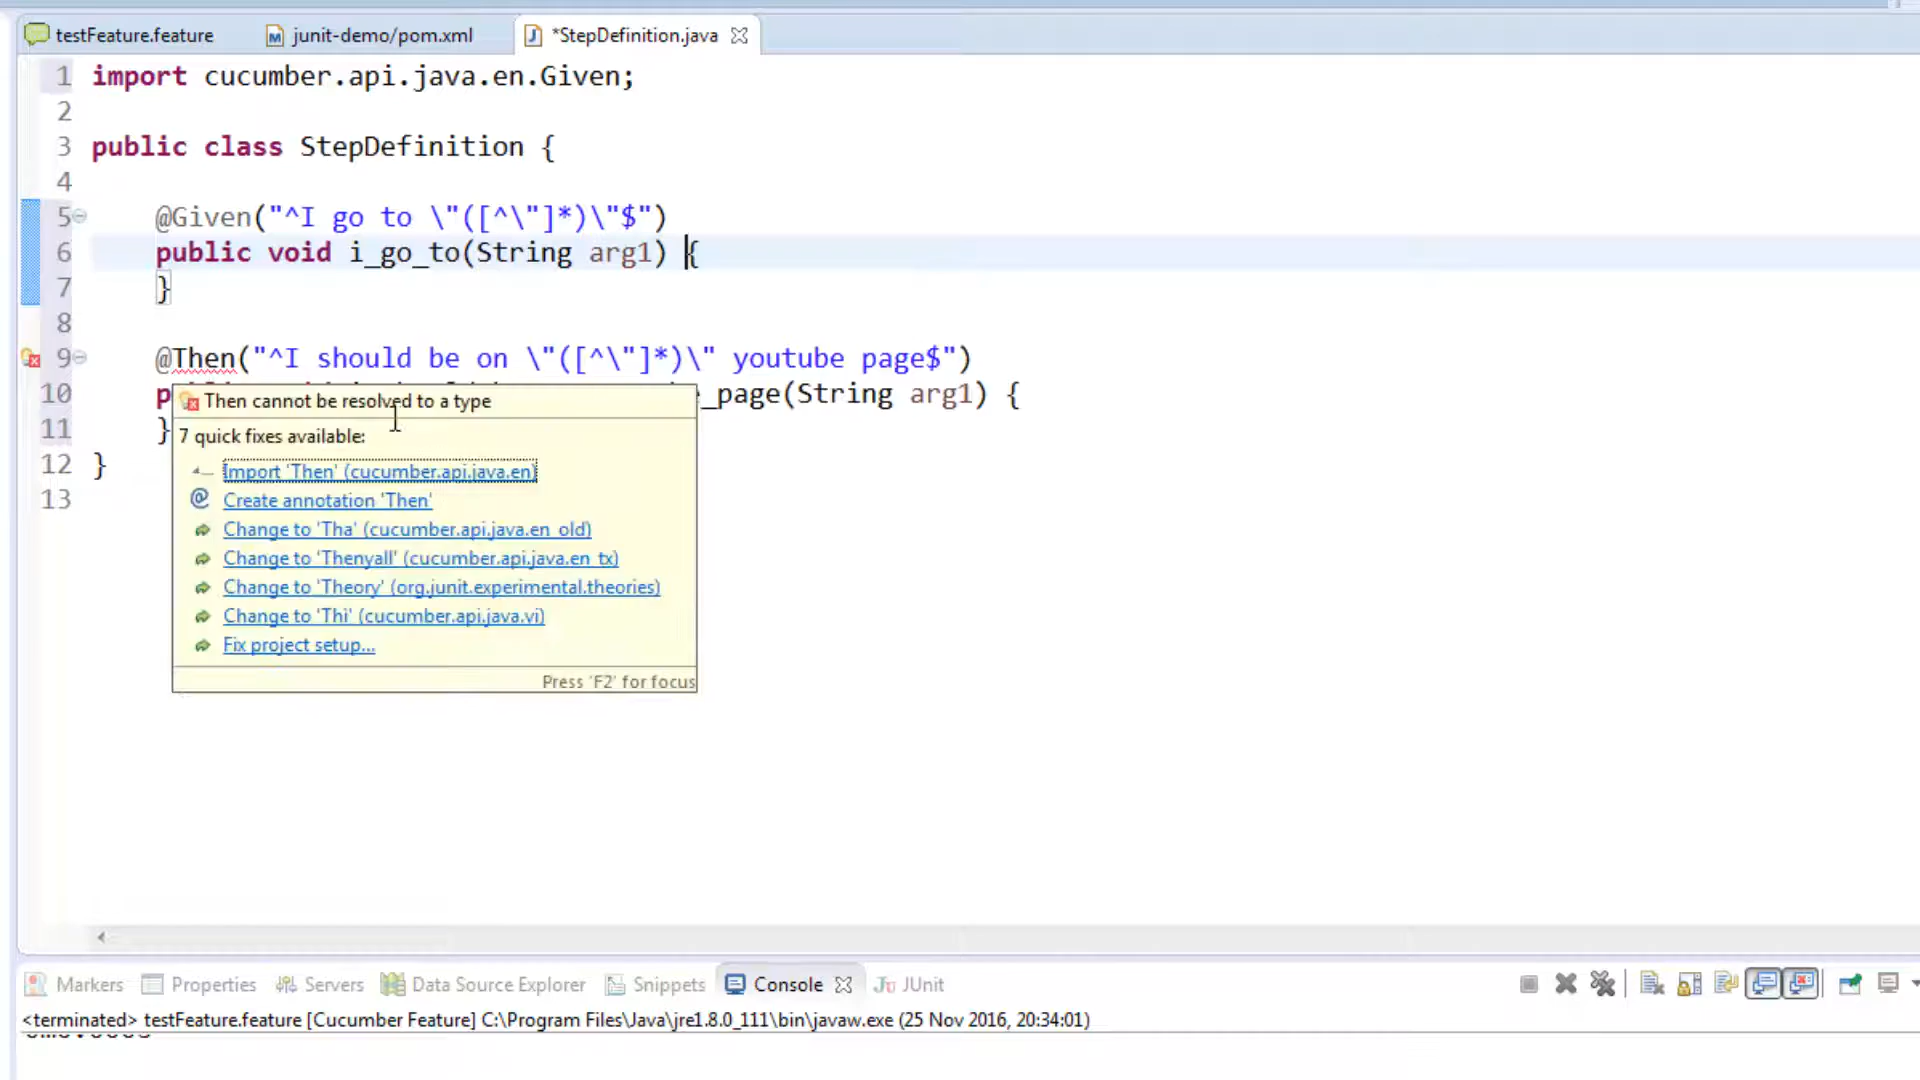 testFeature.feature junit-demo/pom.xml *StepDefinition.java
1 import cucumber.api.java.en.Given;
2
3 public class StepDefinition {
4
5 @Given("^I go to \"([^\"]*)\"$")
6 public void i_go_to(String arg1) {
7 }
8
9 @Then("^I should be on \"([^\"]*)\" youtube page$")
10 p _page(String arg1) {
11 }
12 }
13
Then cannot be resolved to a type
7 quick fixes available:
Import 'Then' (cucumber.api.java.en)
Create annotation 'Then'
Change to 'Tha' (cucumber.api.java.en_old)
Change to 'Thenyall' (cucumber.api.java.en_tx)
Change to 'Theory' (org.junit.experimental.theories)
Change to 'Thi' (cucumber.api.java.vi)
Fix project setup...
Press 'F2' for focus
Markers Properties Servers Data Source Explorer Snippets Console JUnit
<terminated> testFeature.feature [Cucumber Feature] C:\Program Files\Java\jre1.8.0_111\bin\javaw.exe (25 Nov 2016, 20:34:01)